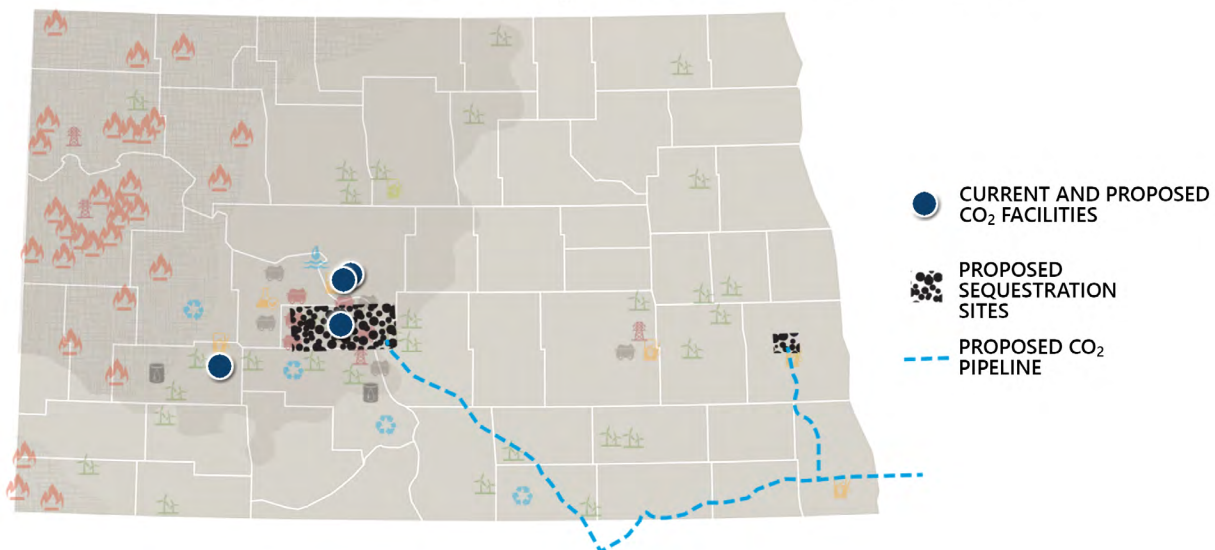 CURRENT AND PROPOSED
CO₂ FACILITIES
PROPOSED
SEQUESTRATION
SITES
PROPOSED CO₂
PIPELINE